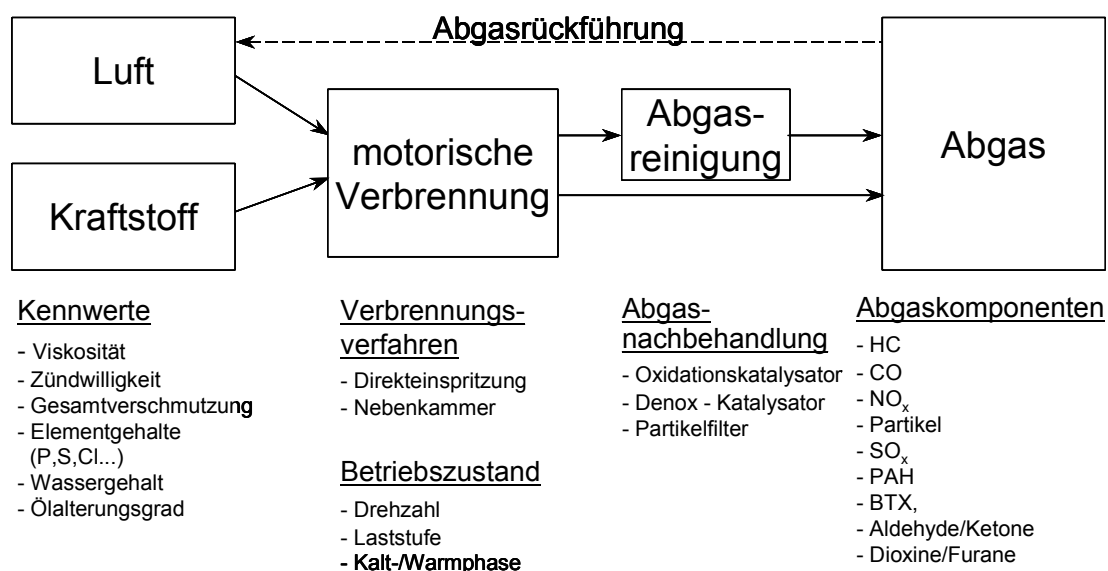 Abgasrückführung
Luft
Kraftstoff
motorische
Verbrennung
Abgas-
reinigung
Abgas
Kennwerte
- Viskosität
- Zündwilligkeit
- Gesamtverschmutzung
- Elementgehalte
(P,S,Cl...)
- Wassergehalt
- Ölalterungsgrad
Verbrennungs-
verfahren
- Direkteinspritzung
- Nebenkammer
Betriebszustand
- Drehzahl
- Laststufe
- Kalt-/Warmphase
Abgas-
nachbehandlung
- Oxidationskatalysator
- Denox - Katalysator
- Partikelfilter
Abgaskomponenten
- HC
- CO
- NOx
- Partikel
- SOx
- PAH
- BTX,
- Aldehyde/Ketone
- Dioxine/Furane